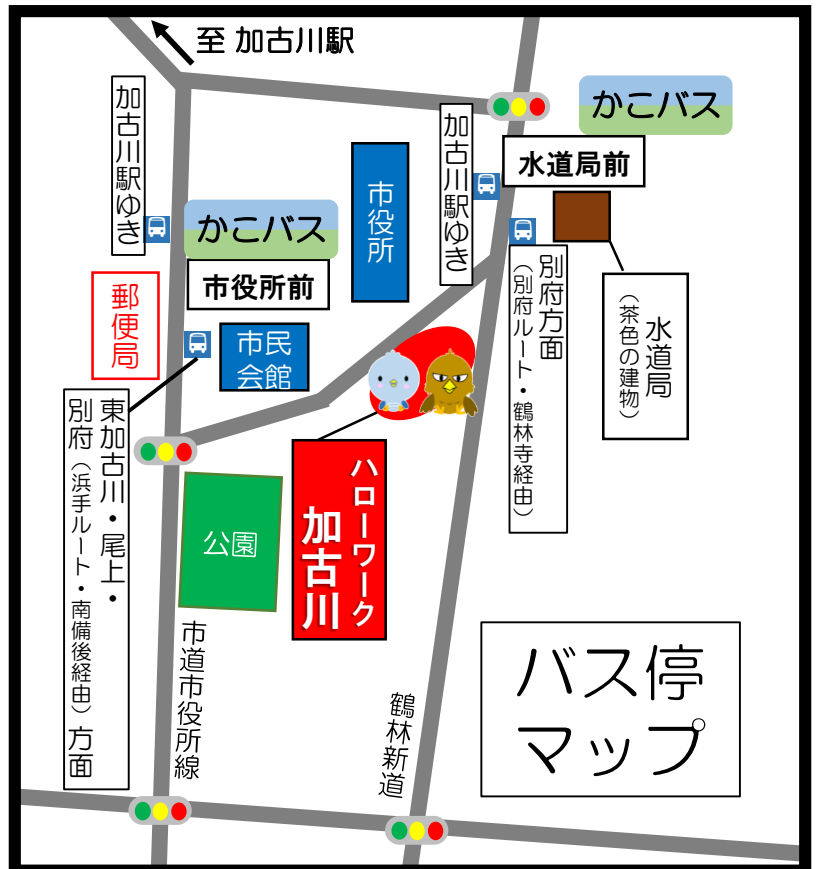 至 加古川駅
かこバス
水道局前
加古川駅ゆき
加古川駅ゆき
市役所
かこバス
市役所前
郵便局
市民
会館
別府方面
（別府ルート・鶴林寺経由）
水道局
（茶色の建物）
東加古川・尾上・
別府（浜手ルート・南備後経由）方面
ハローワーク
加古川
公園
市道市役所線
鶴林新道
バス停
マップ